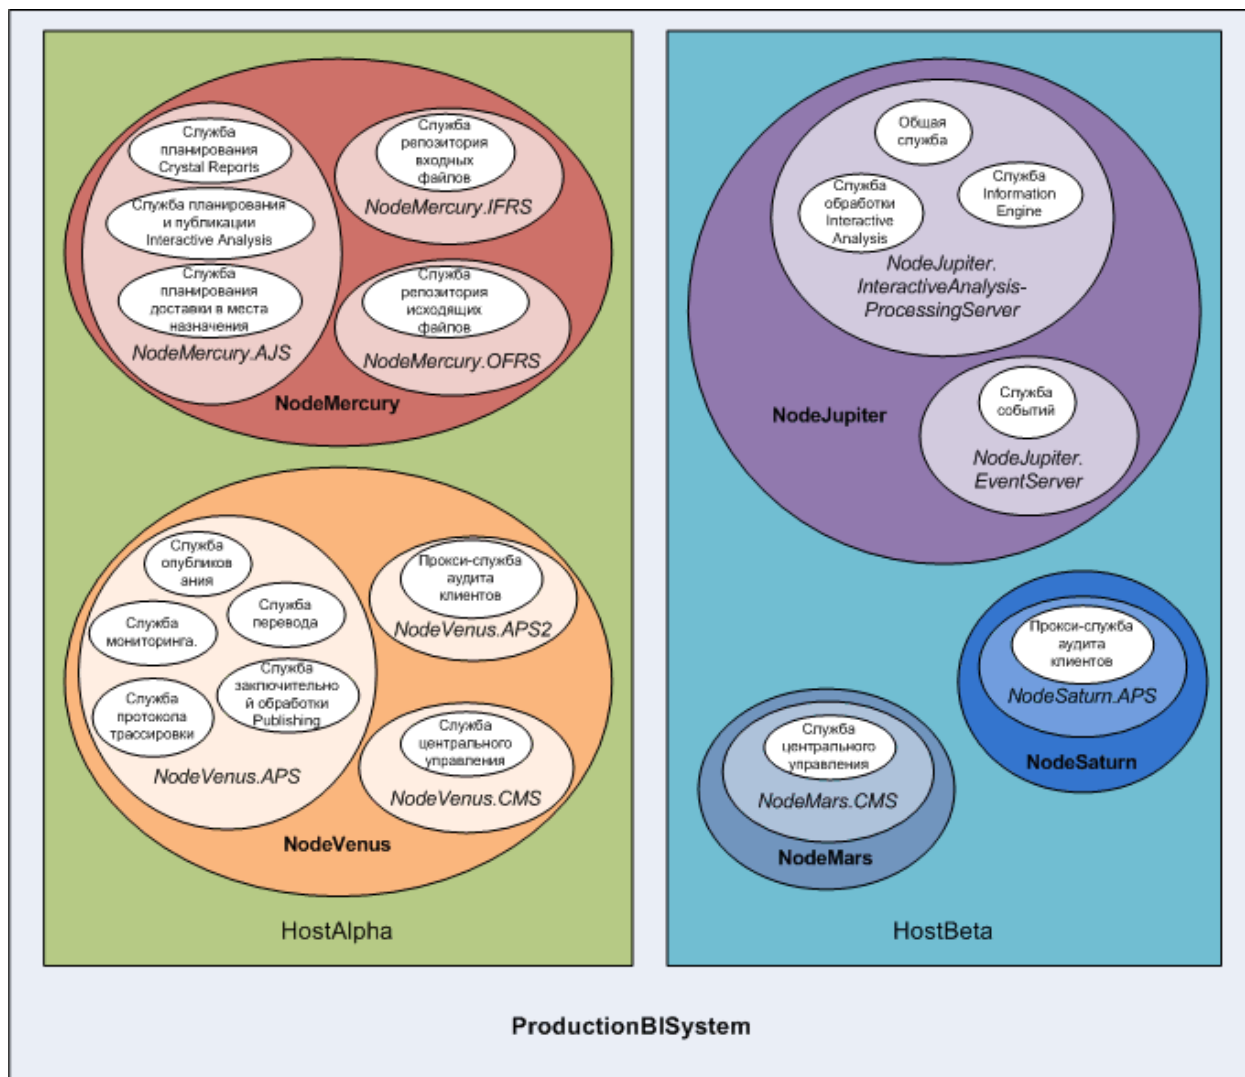 Служба
планирования
Crystal Reports
Служба планирования
и публикации
Interactive Analysis
Служба
планирования
доставки в места
назначения
NodeMercury.AJS
Служба
репозитория
входных
файлов
NodeMercury.IFRS
Служба
репозитория
исходящих
файлов
NodeMercury.OFRS
NodeMercury
Служба
опубликов
ания
Служба
мониторинга.
Служба
перевода
Служба
протокола
трассировки
Служба
заключительно
й обработки
Publishing
NodeVenus.APS
Прокси-служба
аудита
клиентов
NodeVenus.APS2
Служба
центрального
управления
NodeVenus.CMS
NodeVenus
HostAlpha
Общая
служба
Служба
обработки
Interactive
Analysis
Служба
Information
Engine
NodeJupiter.
InteractiveAnalysis-
ProcessingServer
Служба
событий
NodeJupiter.
EventServer
NodeJupiter
Прокси-служба
аудита
клиентов
NodeSaturn.APS
NodeSaturn
Служба
центрального
управления
NodeMars.CMS
NodeMars
HostBeta
ProductionBISystem